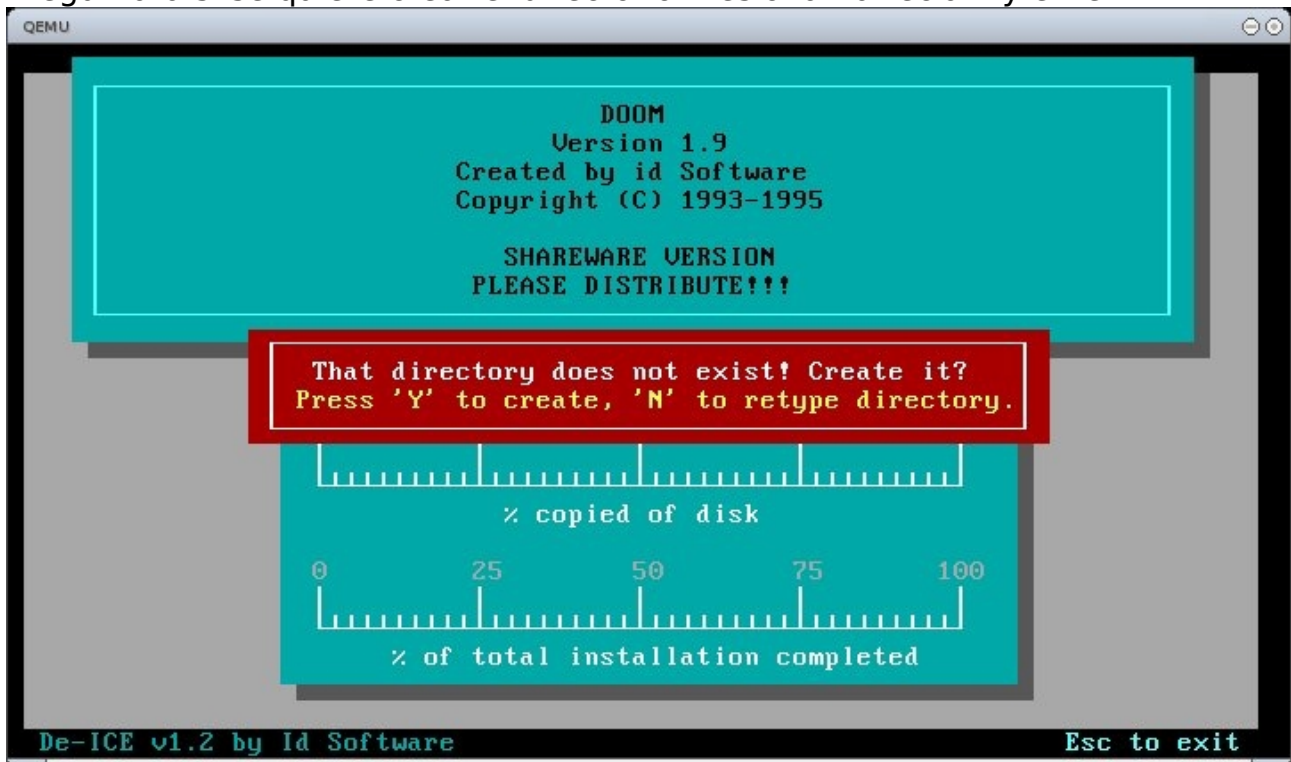 QEMU
DOOM
Version 1.9
Created by id Software
Copyright (C) 1993-1995
SHAREWARE VERSION
PLEASE DISTRIBUTE!!!
That directory does not exist! Create it?
Press 'Y' to create, 'N' to retype directory.
% copied of disk
0 25 50 75 100
% of total installation completed
De-ICE v1.2 by Id Software Esc to exit